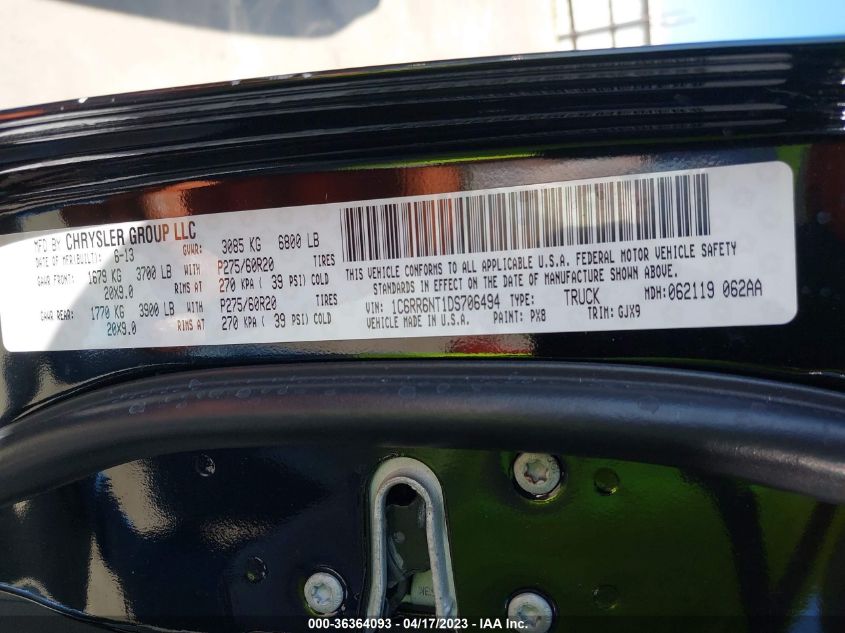 MFD BY CHRYSLER GROUP LLC
DATE OF MFR(BUILT): 6-13 GVWR: 3085 KG 6800 LB
GAWR FRONT: 1679 KG 3700 LB WITH P275/60R20 TIRES
20X9.0 RIMS AT 270 KPA ( 39 PSI) COLD
GAWR REAR: 1770 KG 3900 LB WITH P275/60R20 TIRES
20X9.0 RIMS AT 270 KPA ( 39 PSI) COLD
THIS VEHICLE CONFORMS TO ALL APPLICABLE U.S.A. FEDERAL MOTOR VEHICLE SAFETY
STANDARDS IN EFFECT ON THE DATE OF MANUFACTURE SHOWN ABOVE.
VIN: 1C6RR6NT1DS706494 TYPE: TRUCK MDH: 062119 062AA
VEHICLE MADE IN U.S.A. PAINT: PX8 TRIM: GJX9
000-36364093 - 04/17/2023 - IAAI.COM